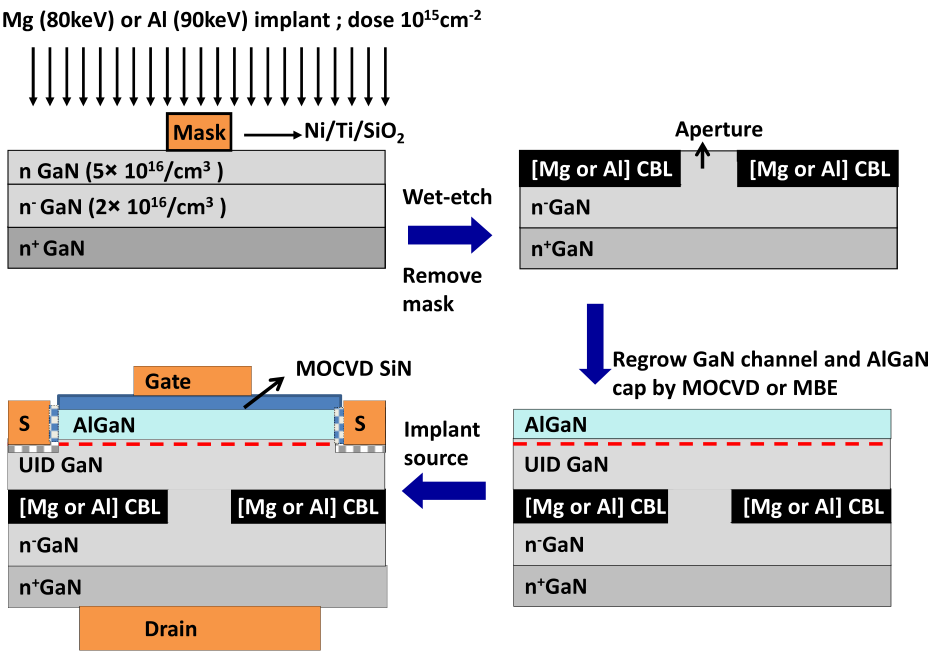 Mg (80keV) or Al (90keV) implant ; dose 10¹⁵cm⁻²
Mask
Ni/Ti/SiO₂
n GaN (5× 10¹⁶/cm³ )
n⁻ GaN (2× 10¹⁶/cm³ )
n⁺ GaN
Wet-etch
Remove
mask
Aperture
[Mg or Al] CBL
[Mg or Al] CBL
n⁻GaN
n⁺GaN
Regrow GaN channel and AlGaN
cap by MOCVD or MBE
AlGaN
UID GaN
[Mg or Al] CBL
[Mg or Al] CBL
n⁻GaN
n⁺GaN
Implant
source
MOCVD SiN
Gate
S
AlGaN
S
UID GaN
[Mg or Al] CBL
[Mg or Al] CBL
n⁻GaN
n⁺GaN
Drain